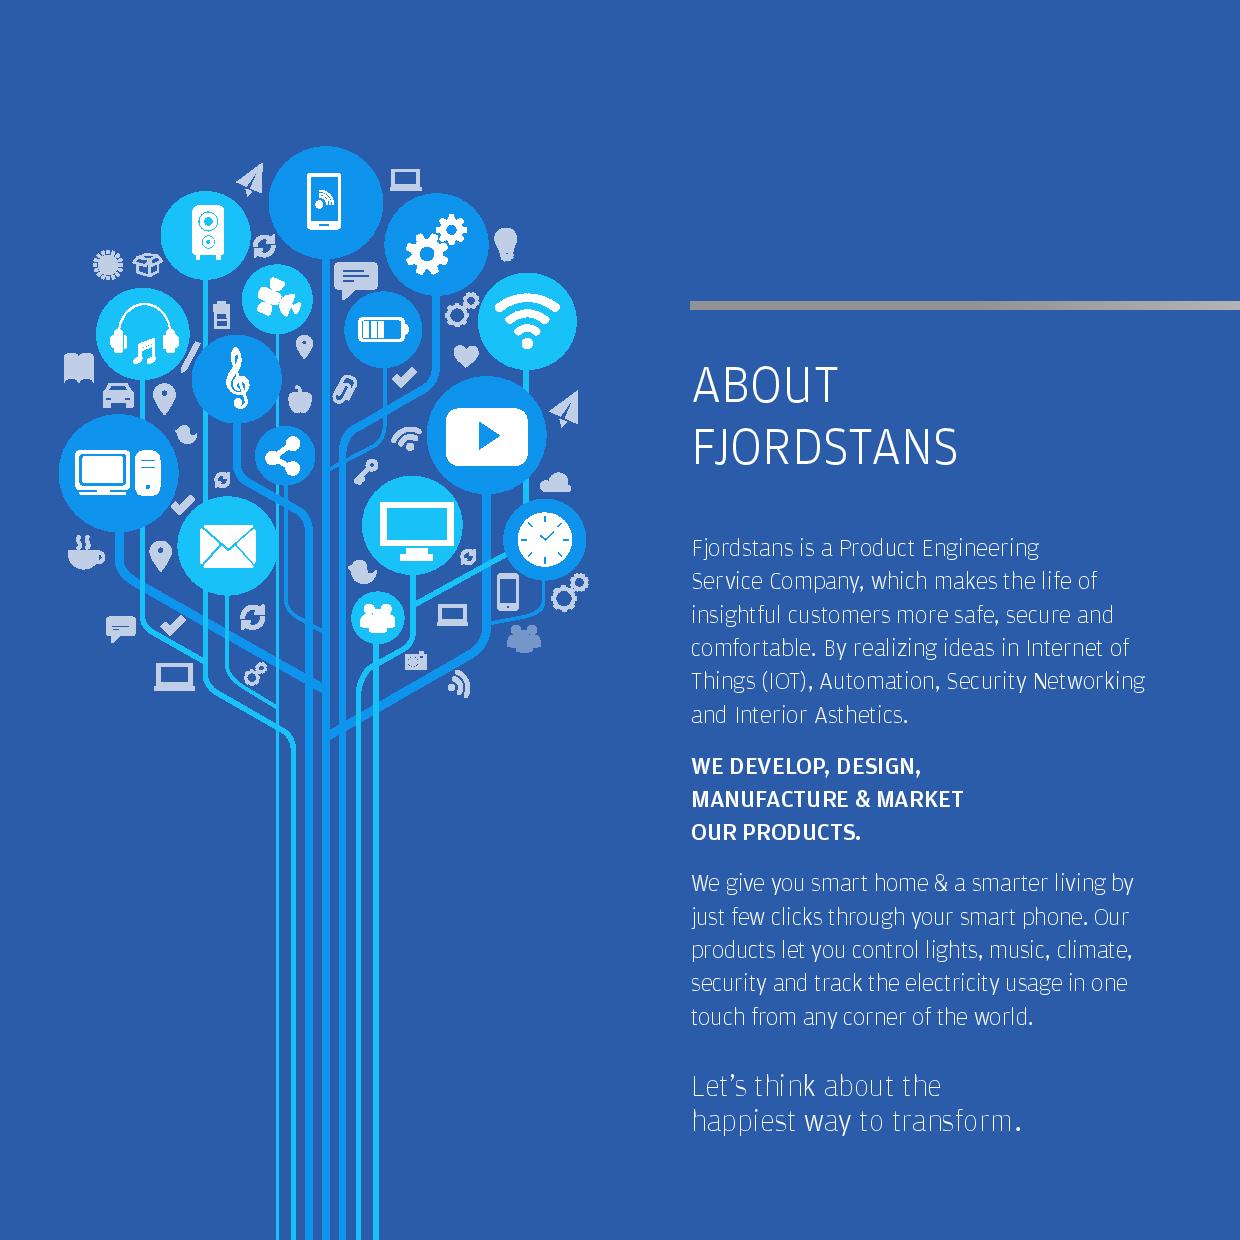 ABOUT
FJORDSTANS
Fjordstans is a Product Engineering
Service Company, which makes the life of
insightful customers more safe, secure and
comfortable. By realizing ideas in Internet of
Things (IOT), Automation, Security Networking
and Interior Asthetics.
WE DEVELOP, DESIGN,
MANUFACTURE & MARKET
OUR PRODUCTS.
We give you smart home & a smarter living by
just few clicks through your smart phone. Our
products let you control lights, music, climate,
security and track the electricity usage in one
touch from any corner of the world.
Let’s think about the
happiest way to transform.